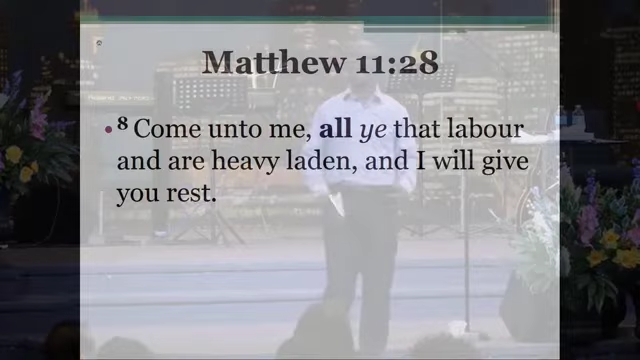 Matthew 11:28
• ⁸ Come unto me, all ye that labour
and are heavy laden, and I will give
you rest.